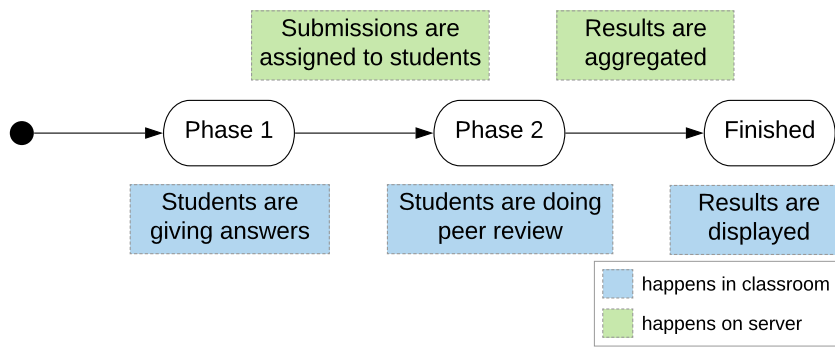 Submissions are
assigned to students
Results are
aggregated
Phase 1
Phase 2
Finished
Students are
giving answers
Students are doing
peer review
Results are
displayed
happens in classroom
happens on server